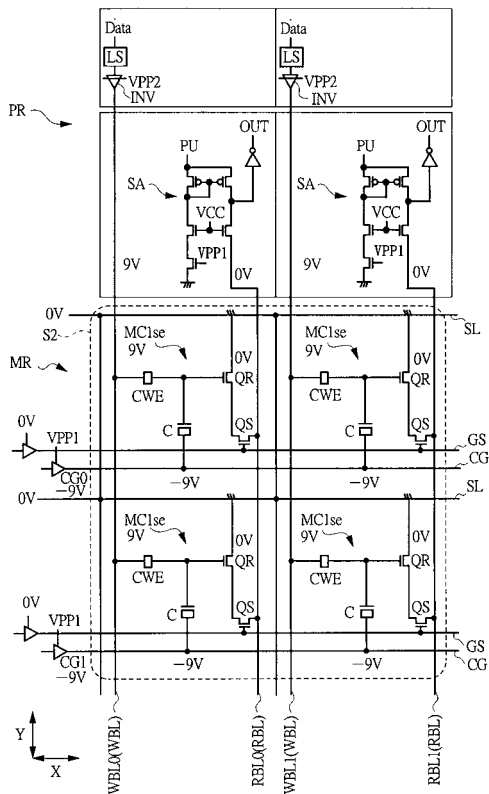 Data Data
LS LS
VPP2 VPP2
INV INV
PR
OUT OUT
PU PU
SA SA
VCC VCC
VPP1 VPP1
9V 0V 9V 0V
0V SL
S2
MC1se MC1se
9V 9V
MR
0V 0V
QR QR
CWE CWE
0V VPP1
C QS C QS
GS
CG0 CG
-9V -9V -9V
0V SL
MC1se MC1se
9V 9V
0V 0V
QR QR
CWE CWE
0V VPP1
C QS C QS
GS
CG1 CG
-9V -9V -9V
Y
X
WBL0(WBL)
RBL0(RBL)
WBL1(WBL)
RBL1(RBL)